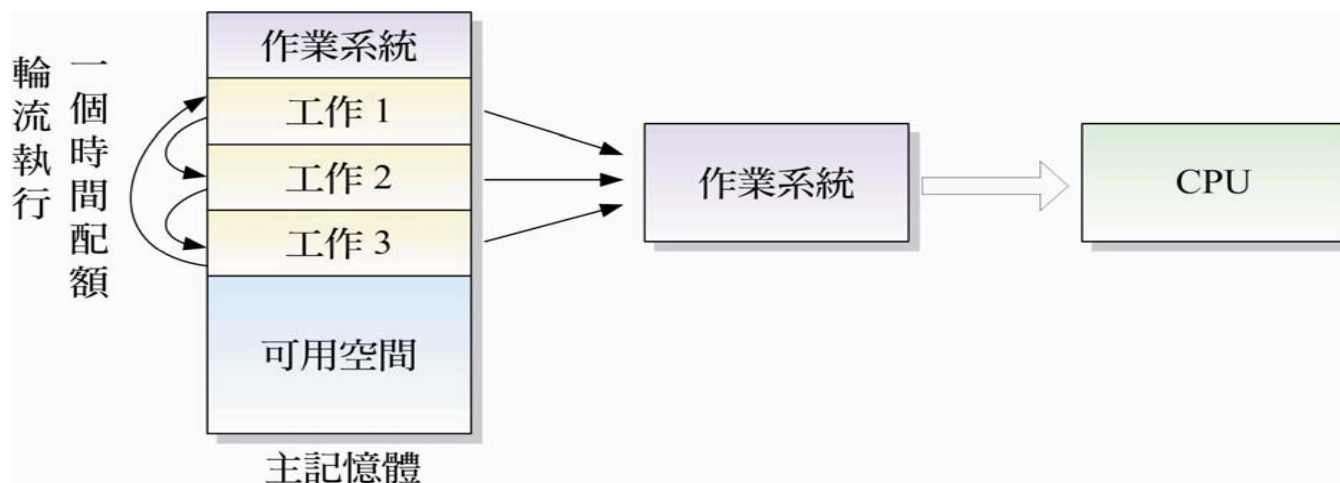 一個時間配額
輪流執行
作業系統
工作 1
工作 2
工作 3
可用空間
主記憶體
作業系統
CPU